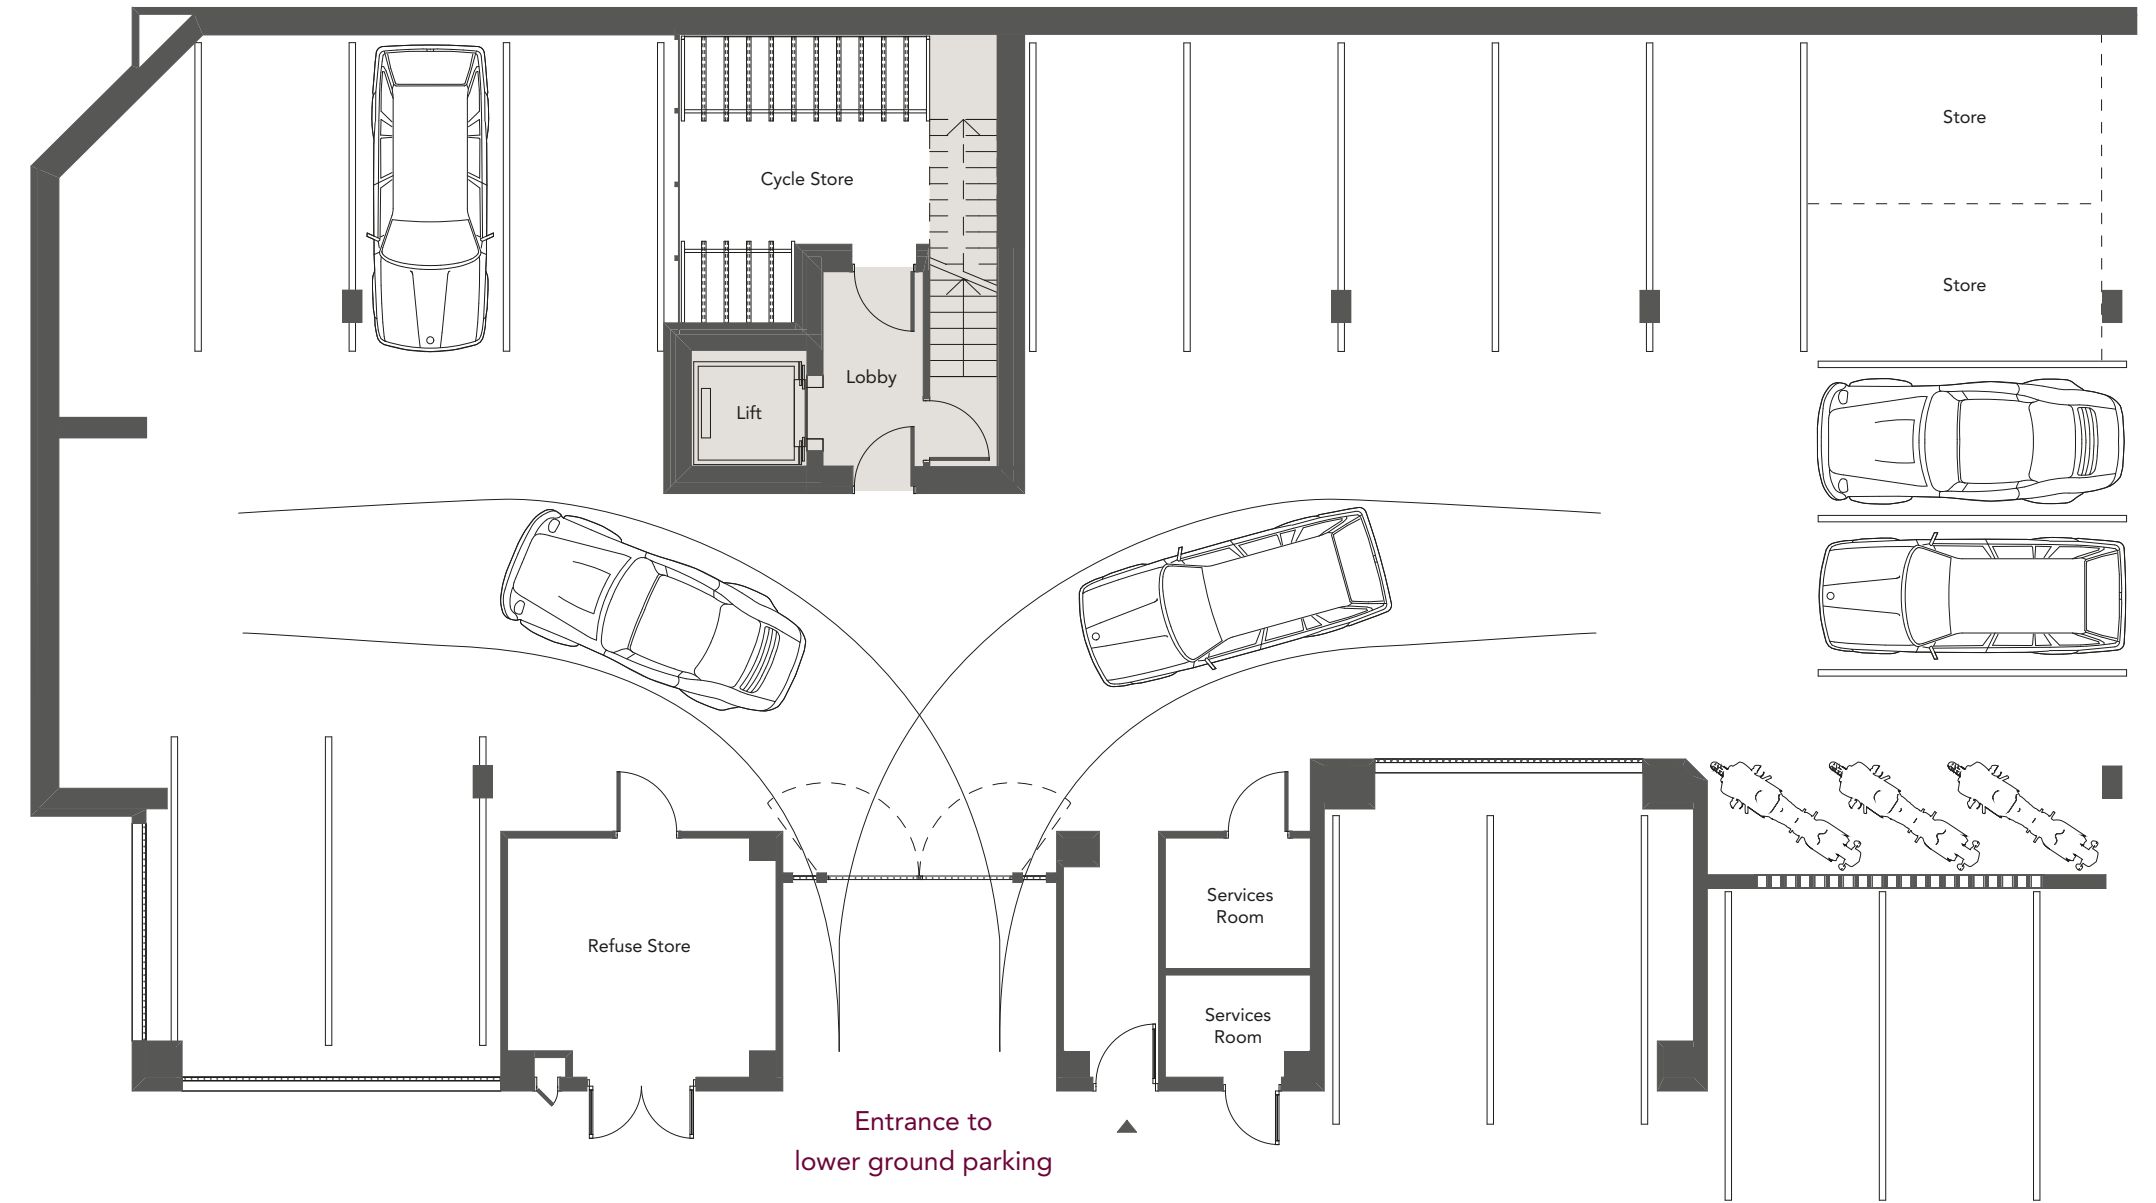 Store
Cycle Store
Store
Lobby
Lift
Services
Room
Refuse Store
Services
Room
Entrance to
lower ground parking